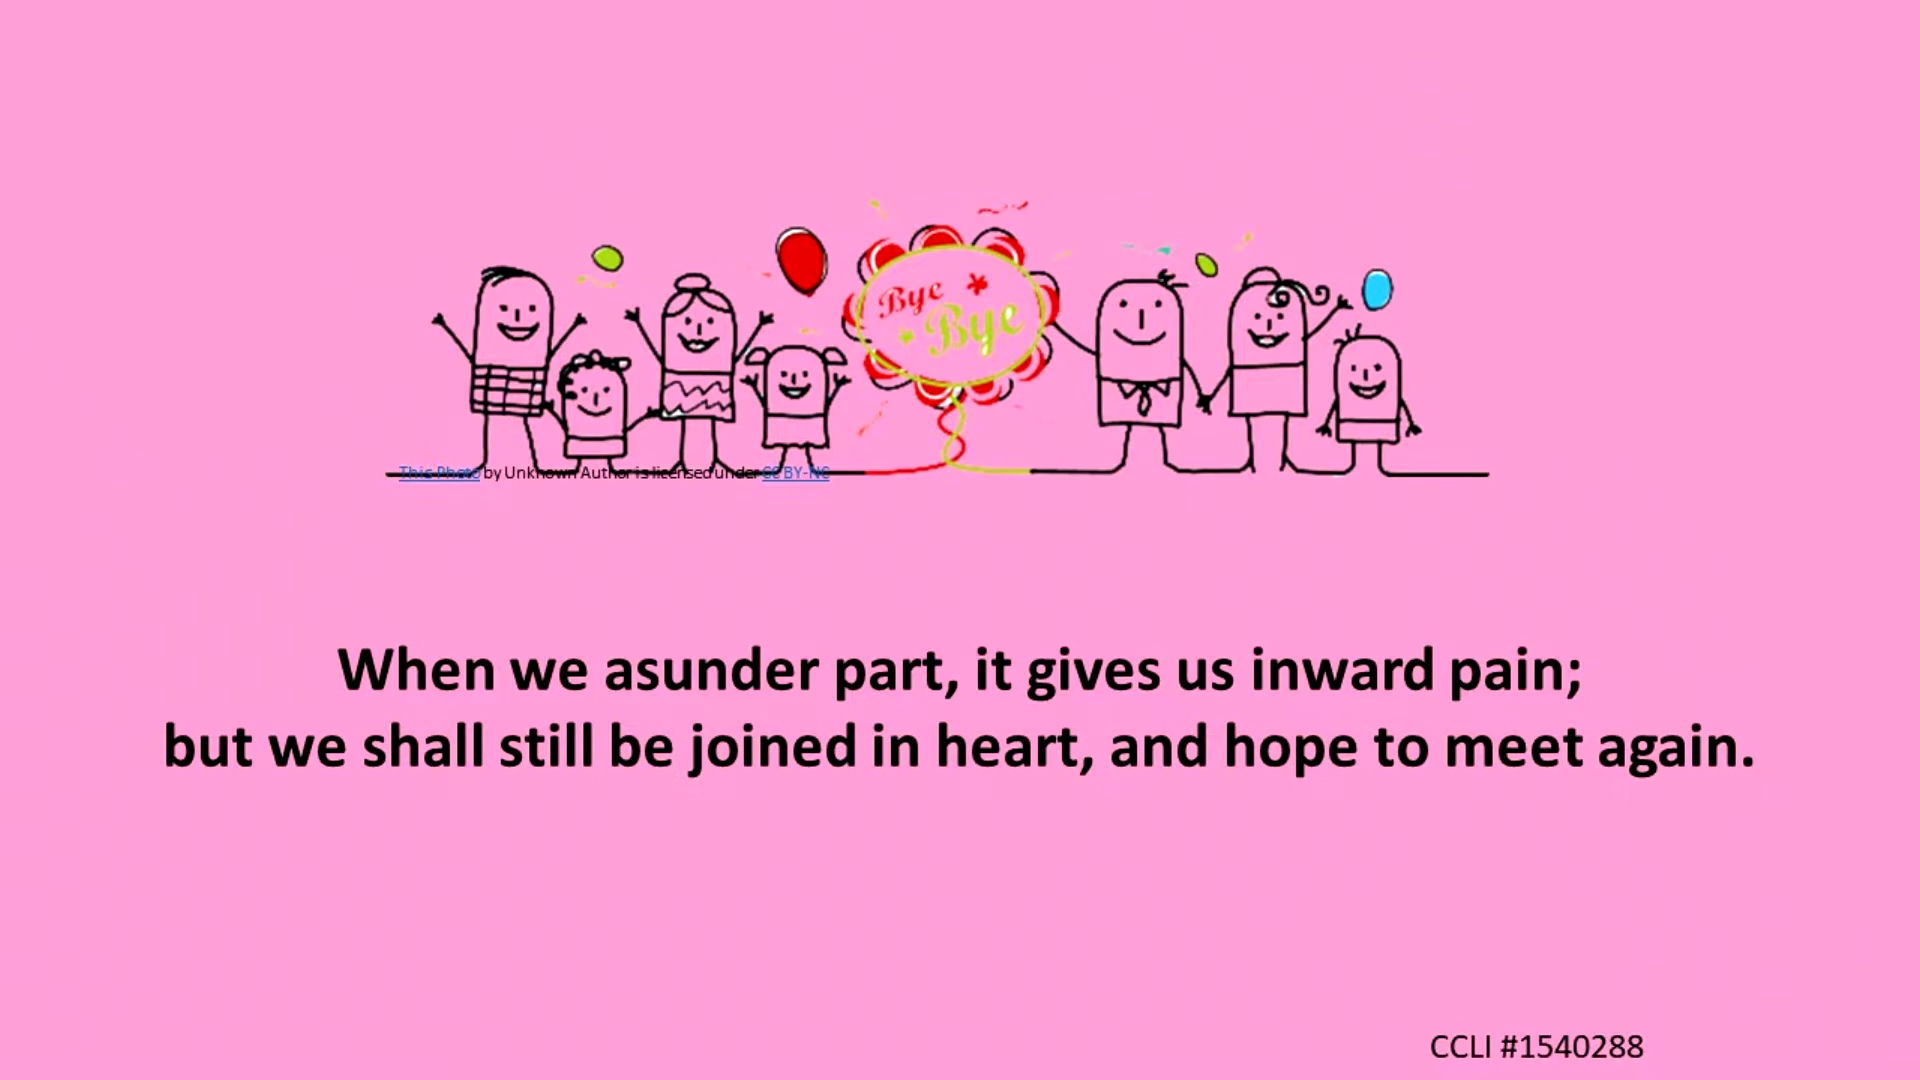 Bye
Bye
This Photo by Unknown Author is licensed under CC BY-NC
When we asunder part, it gives us inward pain;
but we shall still be joined in heart, and hope to meet again.
CCLI #1540288